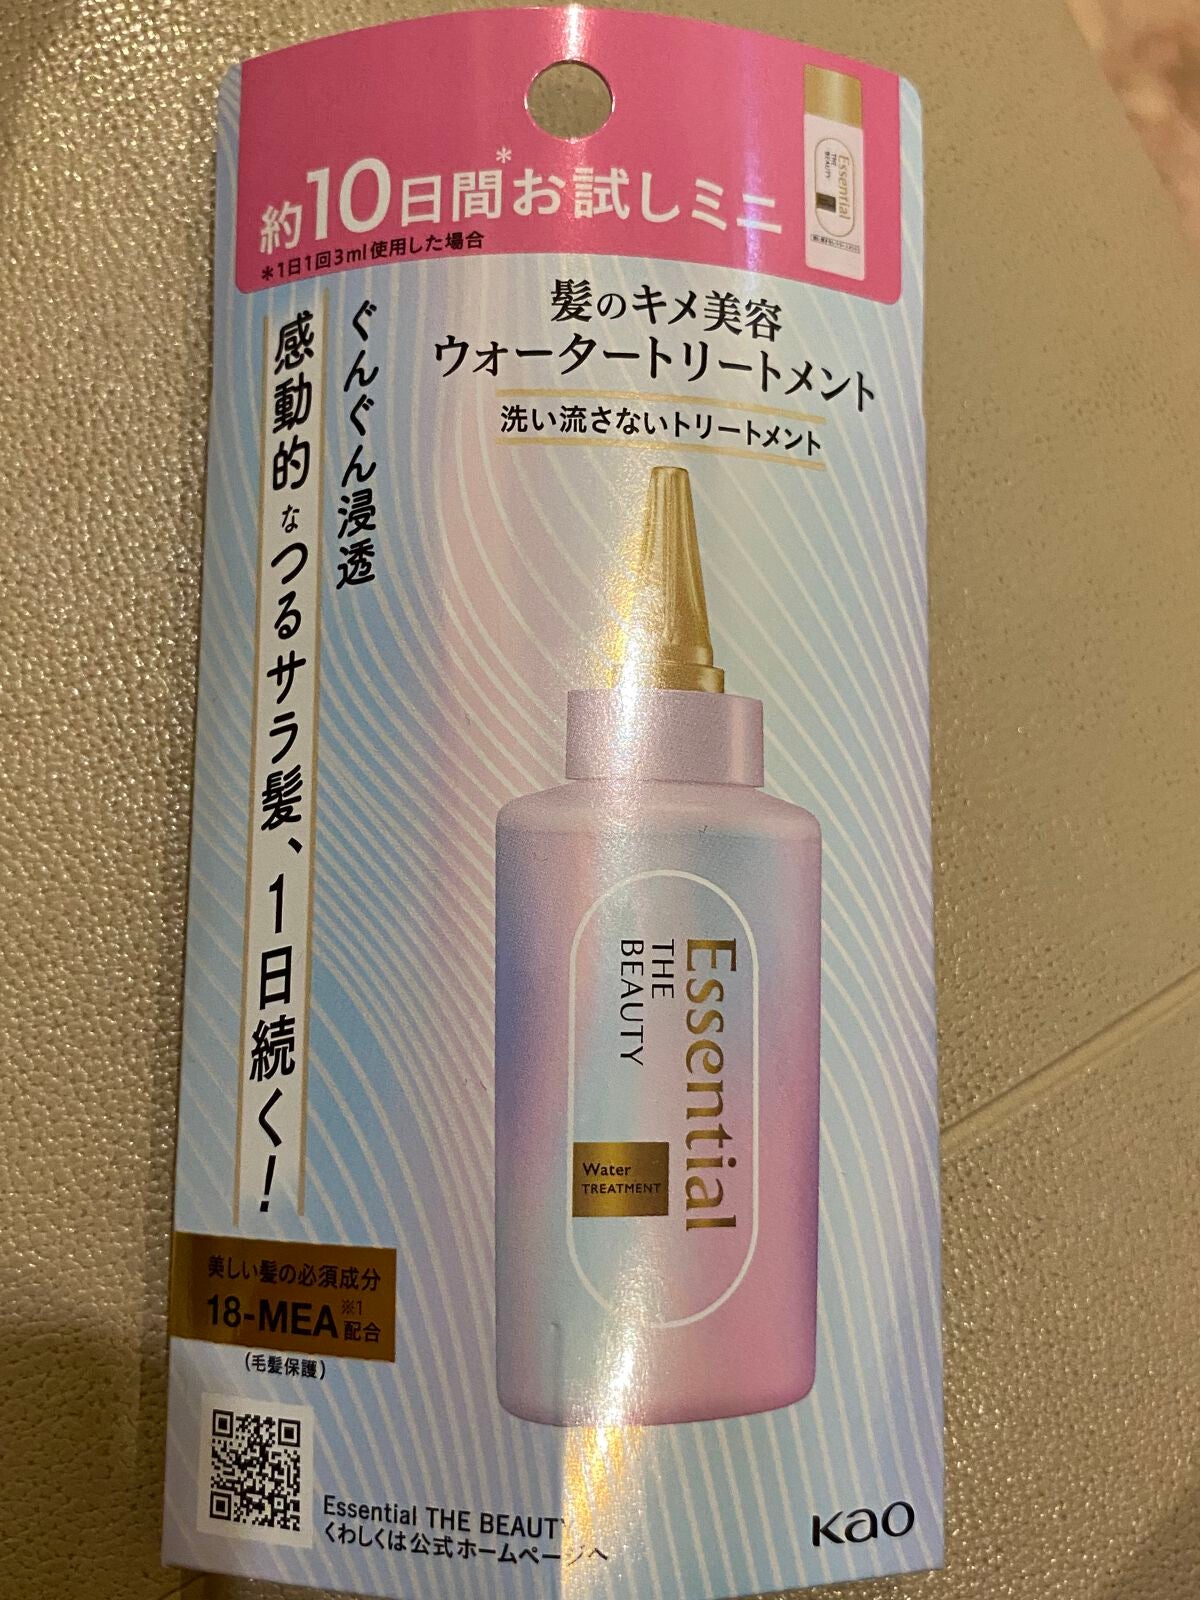 約10日間*お試しミニ
*1日1回3ml使用した場合
Essential
THE
BEAUTY
髪のキメ美容
ウォータートリートメント
洗い流さないトリートメント
ぐんぐん浸透
感動的なつるサラ髪、1日続く!
Essential
THE
BEAUTY
Water
TREATMENT
美しい髪の必須成分
18-MEA※1配合
(毛髪保護)
Essential THE BEAUTY
くわしくは公式ホームページへ
Kao